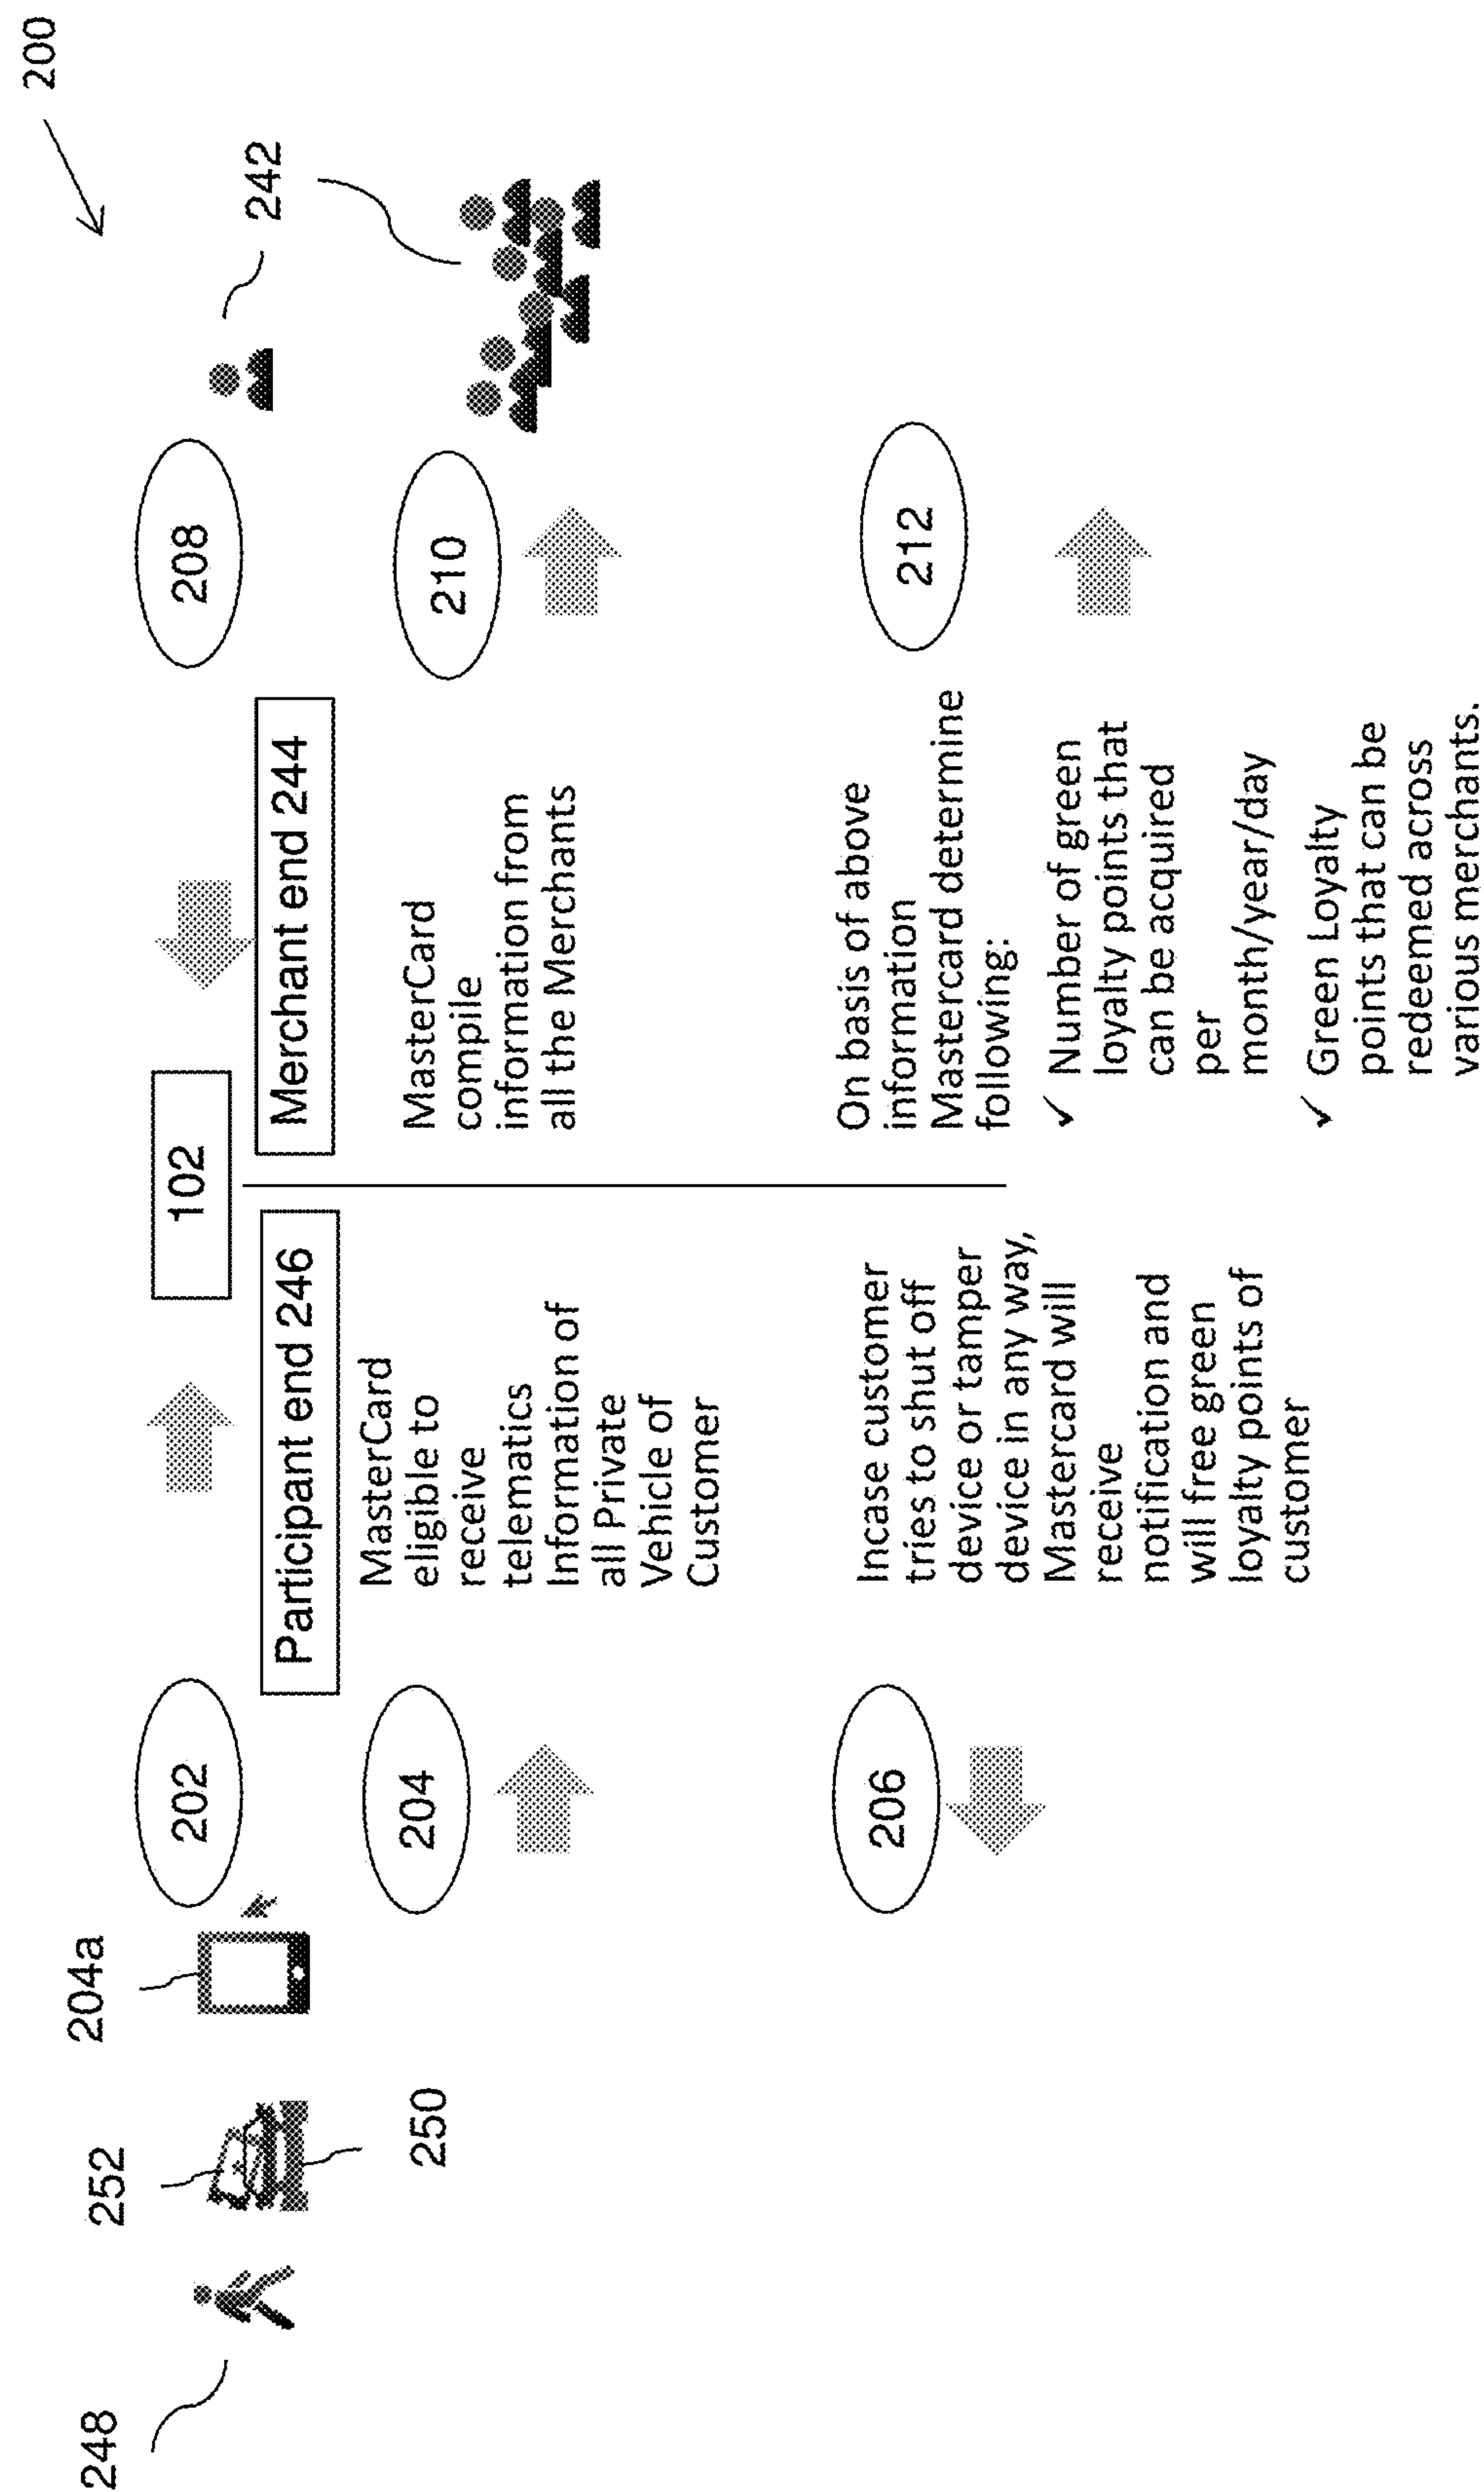 200
248
252
250
204a
202
102
208
242
Participant end 246
Merchant end 244
204
MasterCard
eligible to
receive
telematics
Information of
all Private
Vehicle of
Customer
MasterCard
compile
information from
all the Merchants
210
206
Incase customer
tries to shut off
device or tamper
device in any way,
Mastercard will
receive
notification and
will free green
loyalty points of
customer
On basis of above
information
Mastercard determine
following:
✓ Number of green
loyalty points that
can be acquired
per
month/year/day
✓ Green Loyalty
points that can be
redeemed across
various merchants.
212